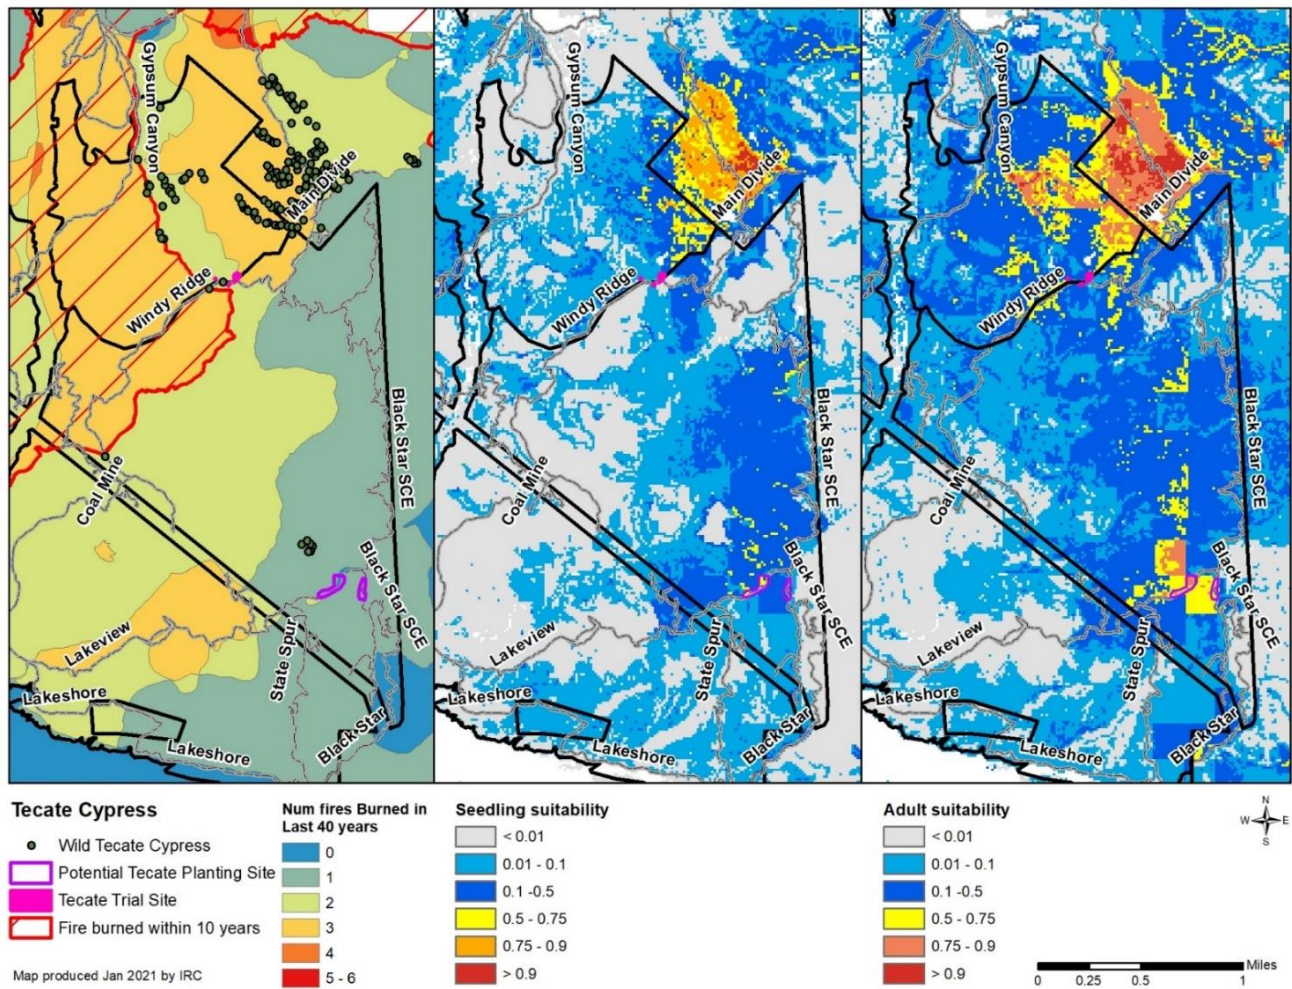 Gypsum Canyon
Main Divide
Windy Ridge
Black Star SCE
Coal Mine
Black Star SCE
Lakeview
State Spur
Lakeshore
Lakeshore
Black Star
Gypsum Canyon
Main Divide
Windy Ridge
Black Star SCE
Coal Mine
Black Star SCE
Lakeview
State Spur
Lakeshore
Lakeshore
Black Star
Gypsum Canyon
Main Divide
Windy Ridge
Black Star SCE
Coal Mine
Black Star SCE
Lakeview
State Spur
Lakeshore
Lakeshore
Black Star
Tecate Cypress
Wild Tecate Cypress
Potential Tecate Planting Site
Tecate Trial Site
Fire burned within 10 years
Map produced Jan 2021 by IRC
Num fires Burned in
Last 40 years
0
1
2
3
4
5 - 6
Seedling suitability
< 0.01
0.01 - 0.1
0.1 -0.5
0.5 - 0.75
0.75 - 0.9
> 0.9
Adult suitability
< 0.01
0.01 - 0.1
0.1 -0.5
0.5 - 0.75
0.75 - 0.9
> 0.9
N
W E
S
Miles
0 0.25 0.5 1